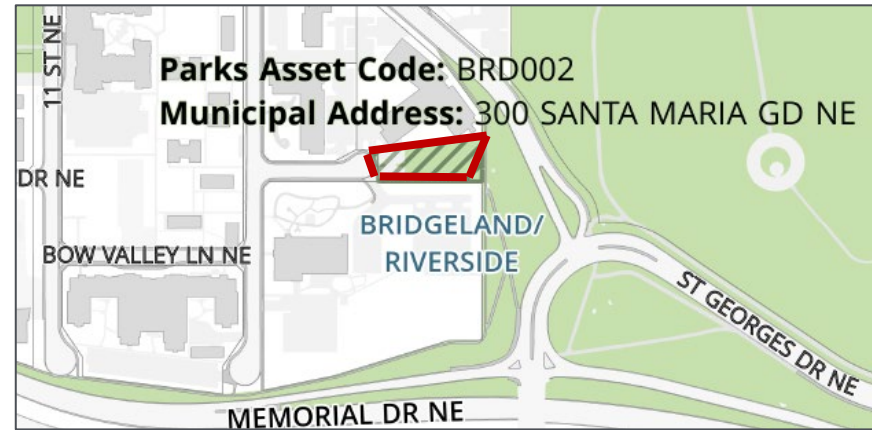 11 ST NE
Parks Asset Code: BRD002
Municipal Address: 300 SANTA MARIA GD NE
DR NE
BRIDGELAND/
RIVERSIDE
BOW VALLEY LN NE
ST GEORGES DR NE
MEMORIAL DR NE